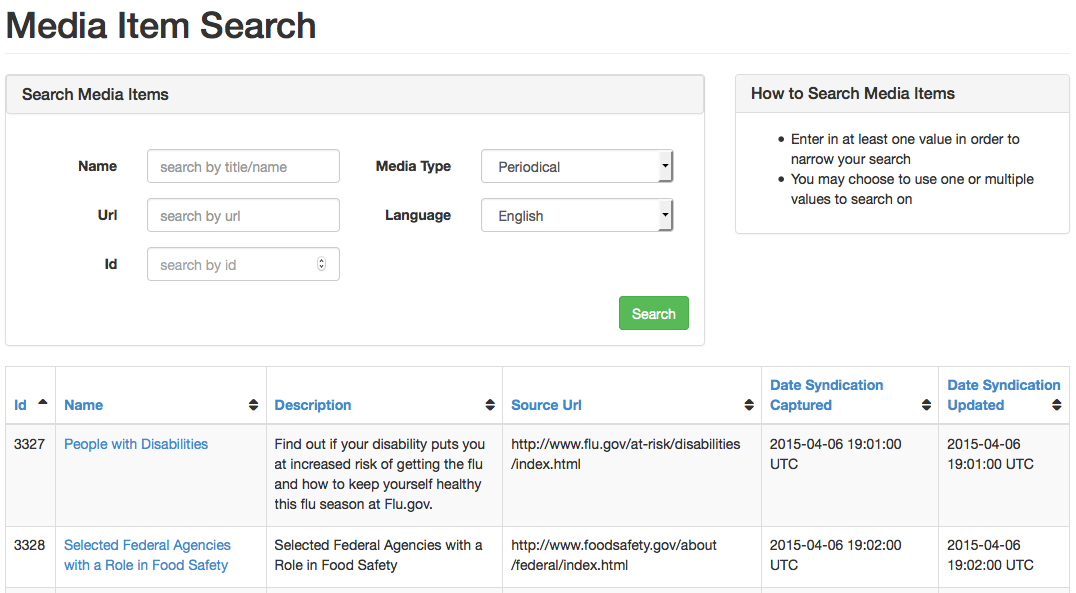 Media Item Search
Search Media Items
Name
search by title/name
Media Type
Periodical
Url
search by url
Language
English
Id
search by id
Search
How to Search Media Items
• Enter in at least one value in order to
narrow your search
• You may choose to use one or multiple
values to search on
Id
Name
Description
Source Url
Date Syndication
Captured
Date Syndication
Updated
3327
People with Disabilities
Find out if your disability puts you
at increased risk of getting the flu
and how to keep yourself healthy
this flu season at Flu.gov.
http://www.flu.gov/at-risk/disabilities
/index.html
2015-04-06 19:01:00
UTC
2015-04-06
19:01:00 UTC
3328
Selected Federal Agencies
with a Role in Food Safety
Selected Federal Agencies with a
Role in Food Safety
http://www.foodsafety.gov/about
/federal/index.html
2015-04-06 19:02:00
UTC
2015-04-06
19:02:00 UTC